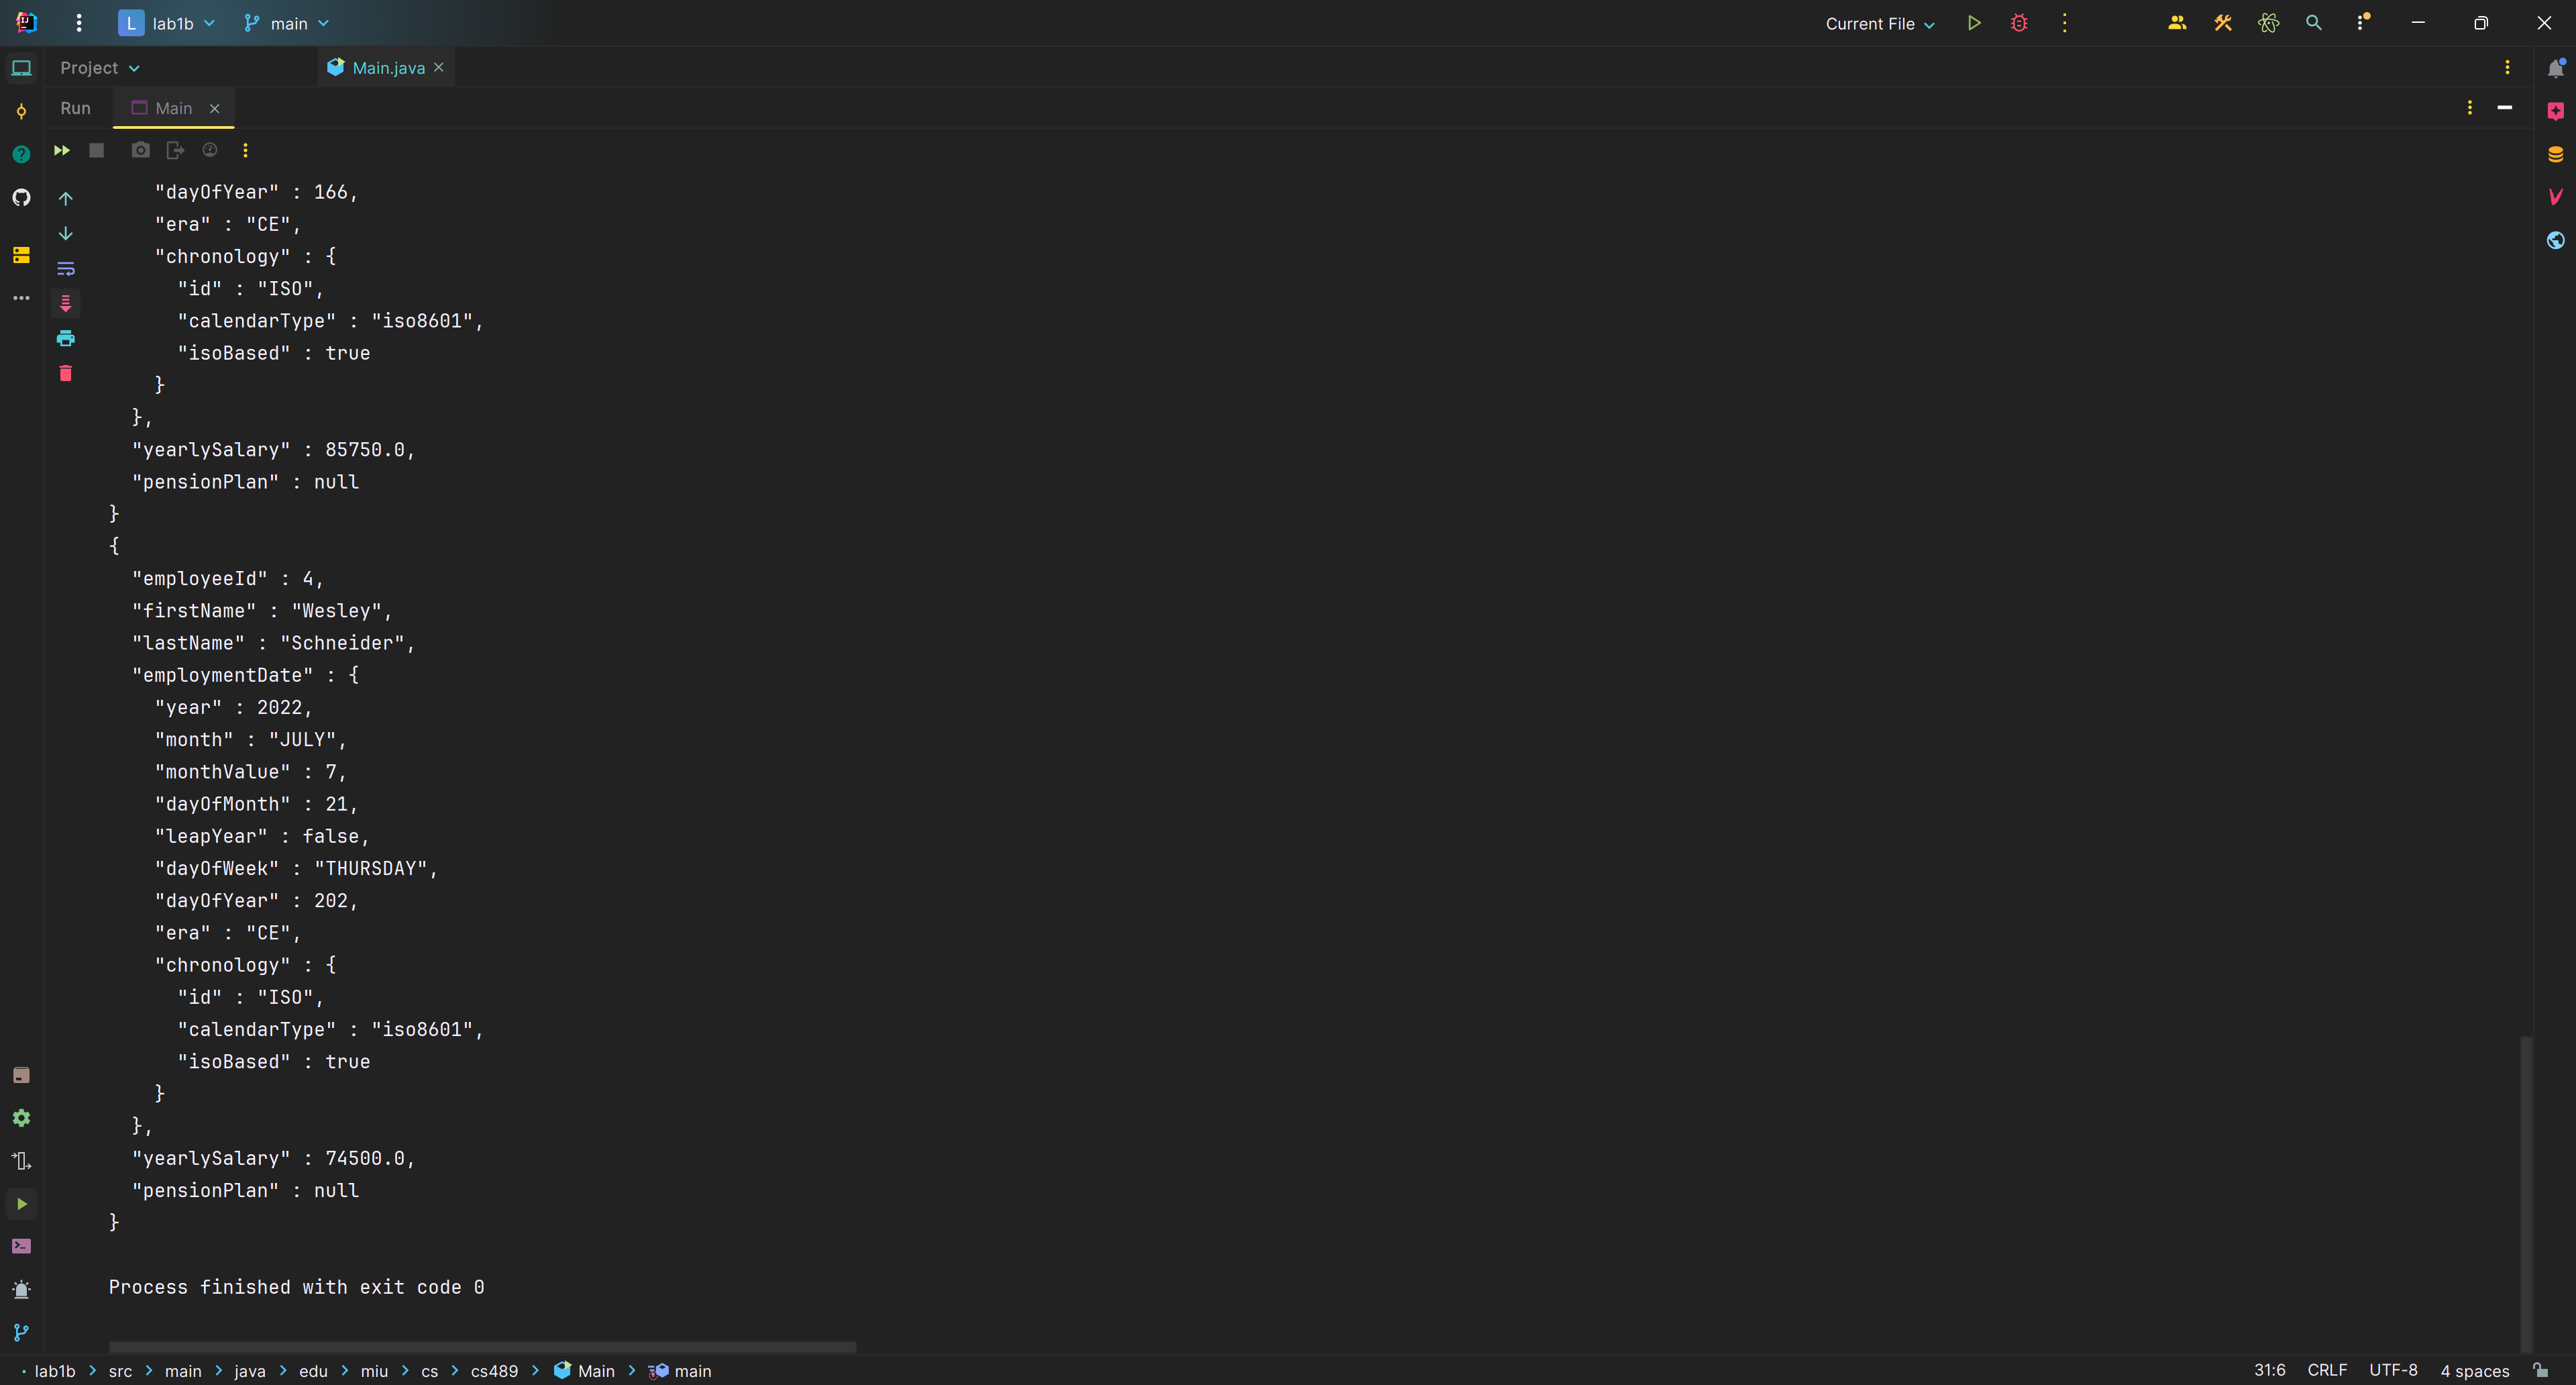 L lab1b main Current File
Project Main.java
Run Main
"dayOfYear" : 166,
"era" : "CE",
"chronology" : {
"id" : "ISO",
"calendarType" : "iso8601",
"isoBased" : true
}
},
"yearlySalary" : 85750.0,
"pensionPlan" : null
}
{
"employeeId" : 4,
"firstName" : "Wesley",
"lastName" : "Schneider",
"employmentDate" : {
"year" : 2022,
"month" : "JULY",
"monthValue" : 7,
"dayOfMonth" : 21,
"leapYear" : false,
"dayOfWeek" : "THURSDAY",
"dayOfYear" : 202,
"era" : "CE",
"chronology" : {
"id" : "ISO",
"calendarType" : "iso8601",
"isoBased" : true
}
},
"yearlySalary" : 74500.0,
"pensionPlan" : null
}
Process finished with exit code 0
lab1b > src > main > java > edu > miu > cs > cs489 > Main > main 31:6 CRLF UTF-8 4 spaces